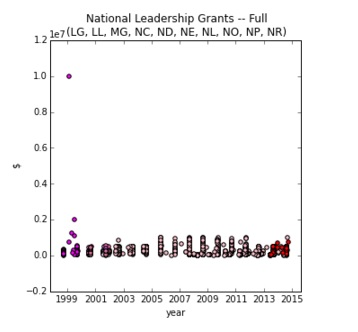 National Leadership Grants -- Full
1e7(LG, LL, MG, NC, ND, NE, NL, NO, NP, NR)
1.2
1.0
0.8
0.6
$
0.4
0.2
0.0
−0.2
1999 2001 2003 2005 2007 2009 2011 2013 2015
year